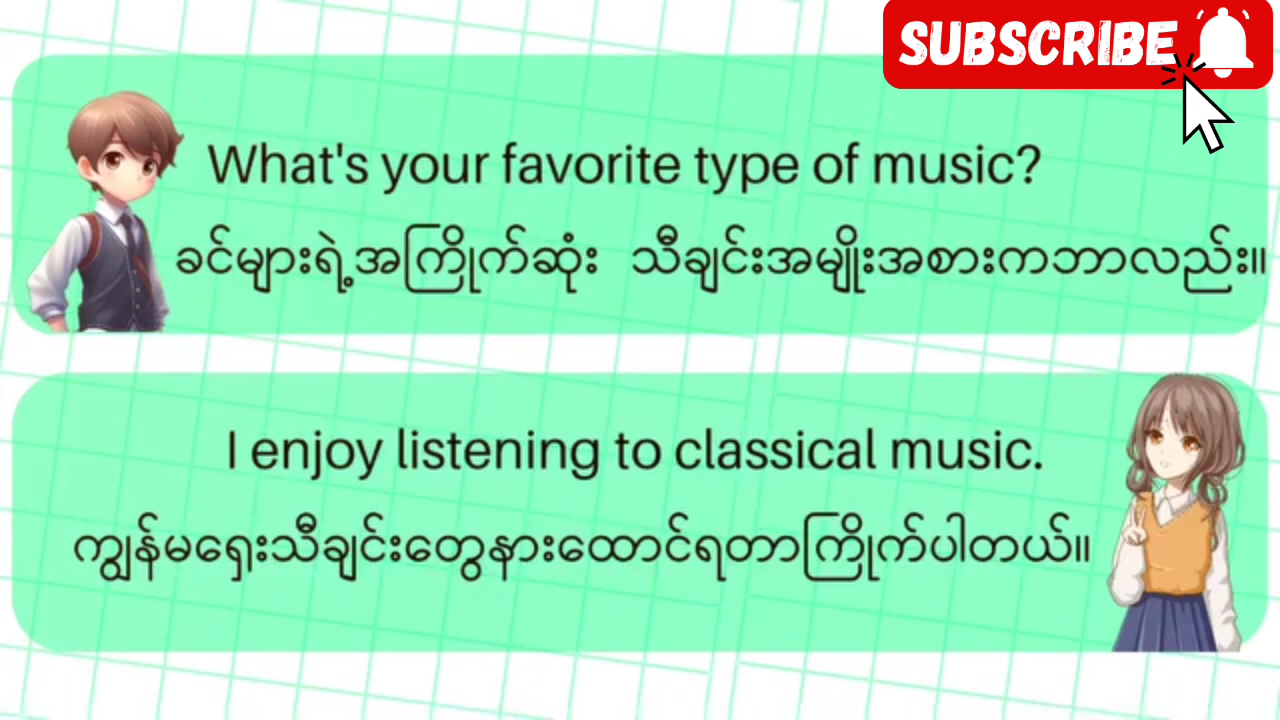 SUBSCRIBE
What's your favorite type of music?
ခင်များရဲ့အကြိုက်ဆုံး သီချင်းအမျိုးအစားကဘာလည်း။
I enjoy listening to classical music.
ကျွန်မရှေးသီချင်းတွေနားထောင်ရတာကြိုက်ပါတယ်။